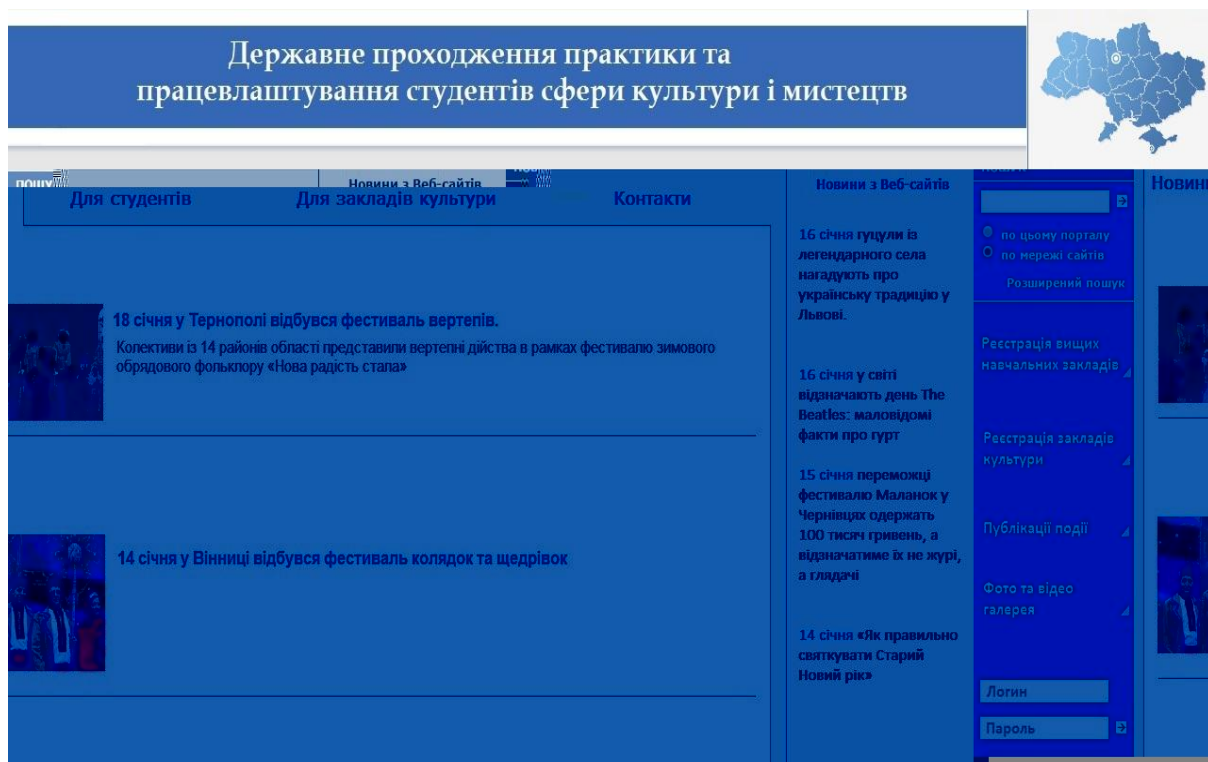 Державне проходження практики та
працевлаштування студентів сфери культури і мистецтв
Новини з Веб-сайтів
Для студентів
Для закладів культури
Контакти
18 січня у Тернополі відбувся фестиваль вертепів.
Колективи із 14 районів області представили вертепні дійства в рамках фестивалю зимового
обрядового фольклору «Нова радість стала»
14 січня у Вінниці відбувся фестиваль колядок та щедрівок
Новини з Веб-сайтів
16 січня гуцули із
легендарного села
нагадують про
українську традицію у
Львові.
16 січня у світі
відзначають день The
Beatles: маловідомі
факти про гурт
15 січня переможці
фестивалю Маланок у
Чернівцях одержать
100 тисяч гривень, а
відзначатиме їх не журі,
а глядачі
14 січня «Як правильно
святкувати Старий
Новий рік»
по цьому порталу
по мережі сайтів
Розширений пошук
Реєстрація вищих
навчальних закладів
Реєстрація закладів
культури
Публікації події
Фото та відео
галерея
Логин
Пароль